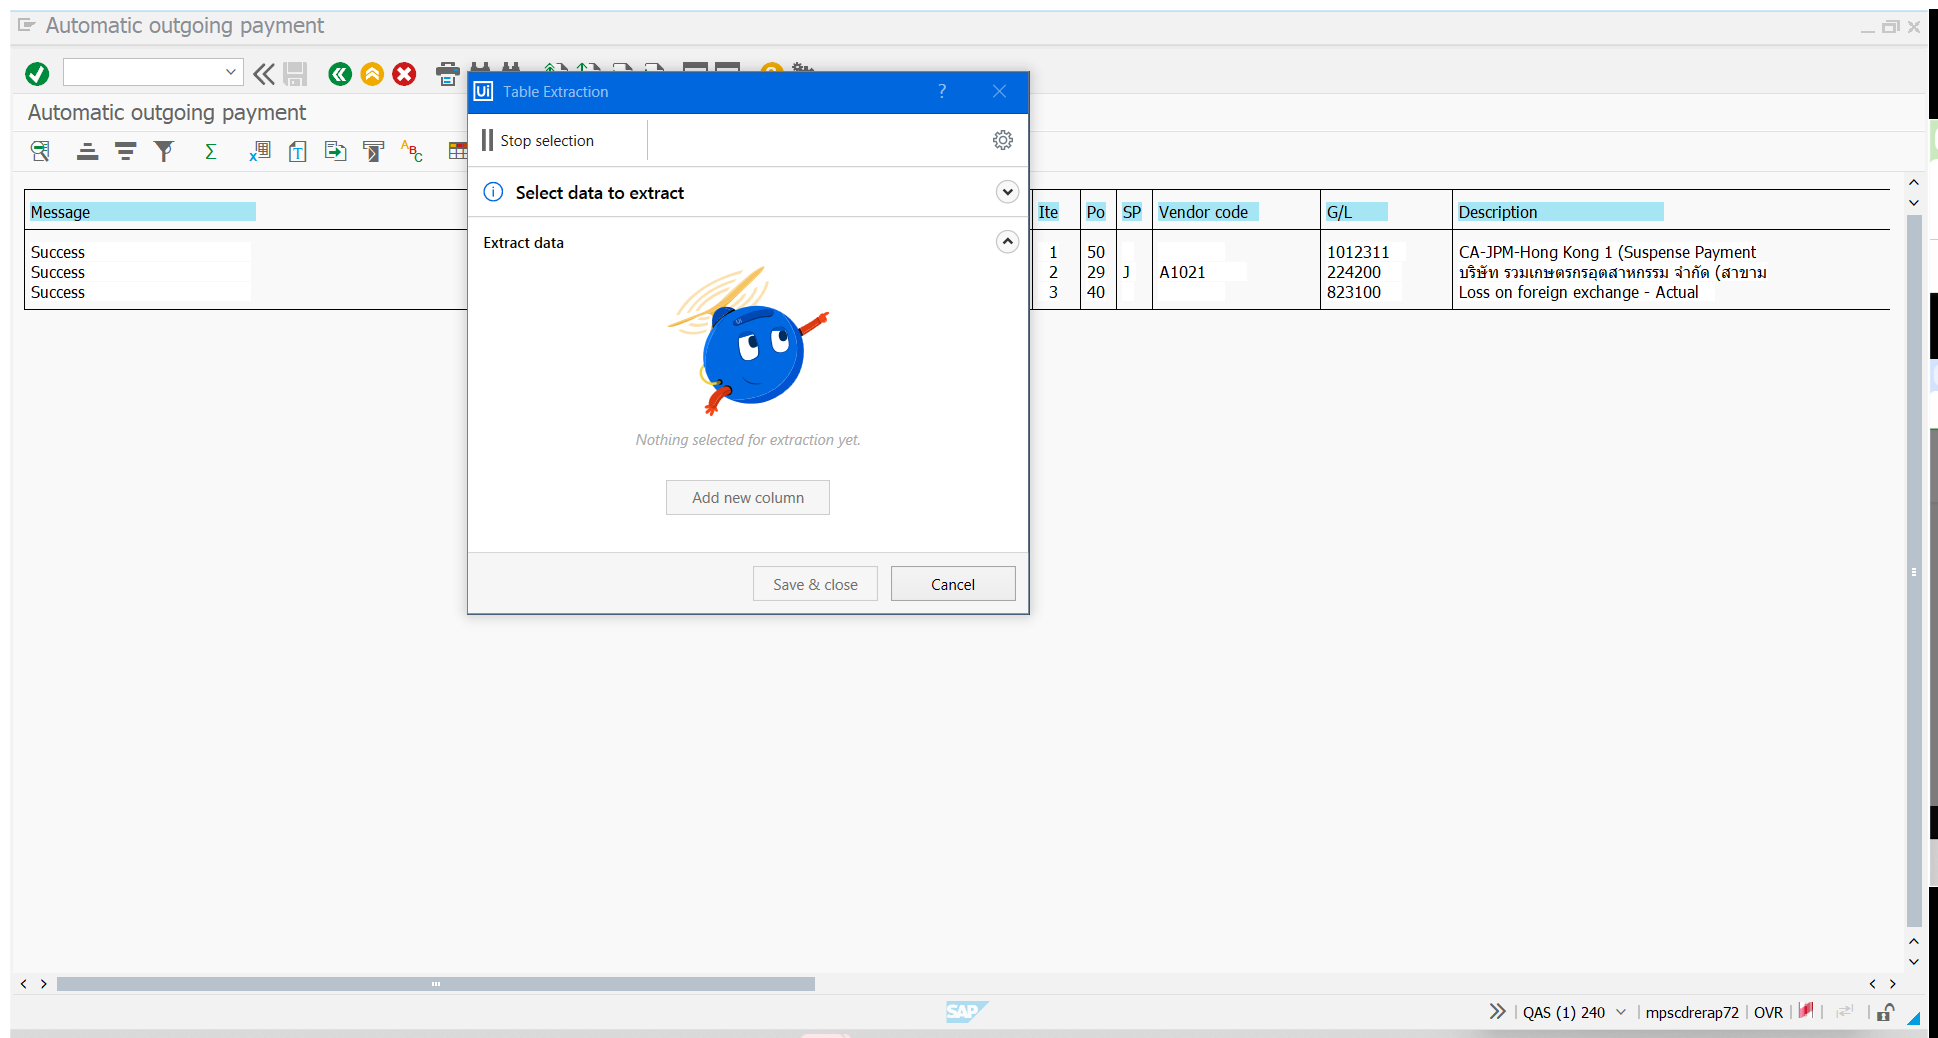 Automatic outgoing payment
Automatic outgoing payment
Ui Table Extraction ?
Stop selection
Select data to extract
Extract data
Nothing selected for extraction yet.
Add new column
Save & close Cancel
Message Ite Po SP Vendor code G/L Description
Success 1 50 1012311 CA-JPM-Hong Kong 1 (Suspense Payment
Success 2 29 J A1021 224200 บริษัท รวมเกษตรกรอุตสาหกรรม จำกัด (สาขาม
Success 3 40 823100 Loss on foreign exchange - Actual
SAP QAS (1) 240 mpscdrerap72 OVR